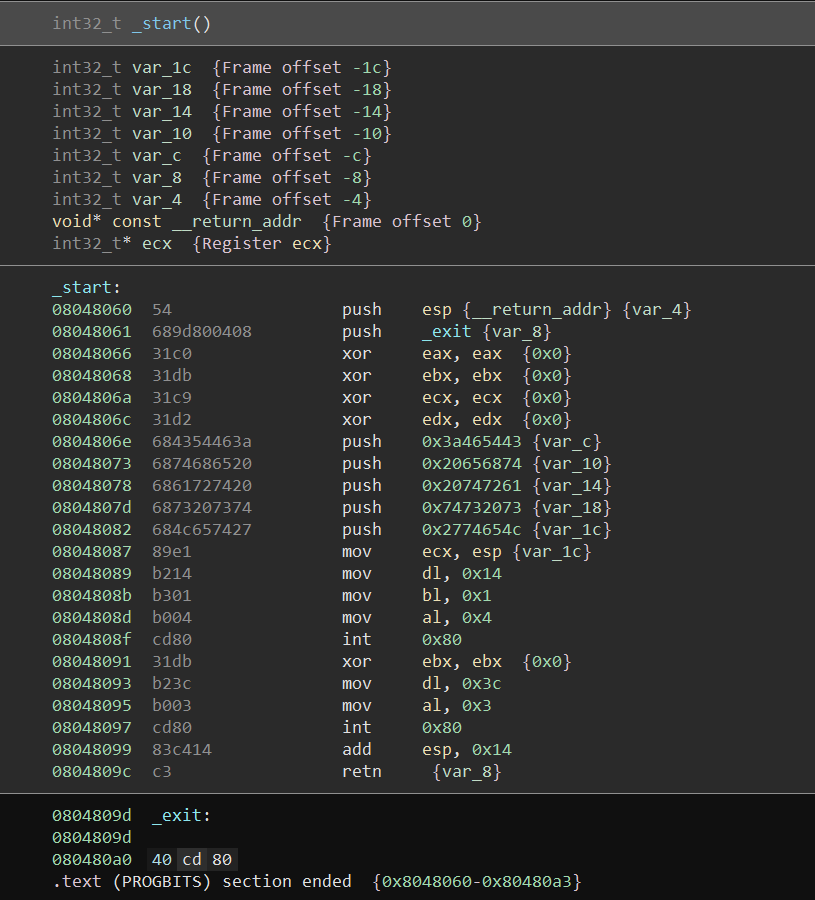 int32_t _start()
int32_t var_1c {Frame offset -1c}
int32_t var_18 {Frame offset -18}
int32_t var_14 {Frame offset -14}
int32_t var_10 {Frame offset -10}
int32_t var_c {Frame offset -c}
int32_t var_8 {Frame offset -8}
int32_t var_4 {Frame offset -4}
void* const __return_addr {Frame offset 0}
int32_t* ecx {Register ecx}
_start:
08048060 54 push esp {__return_addr} {var_4}
08048061 689d800408 push _exit {var_8}
08048066 31c0 xor eax, eax {0x0}
08048068 31db xor ebx, ebx {0x0}
0804806a 31c9 xor ecx, ecx {0x0}
0804806c 31d2 xor edx, edx {0x0}
0804806e 684354463a push 0x3a465443 {var_c}
08048073 6874686520 push 0x20656874 {var_10}
08048078 6861727420 push 0x20747261 {var_14}
0804807d 6873207374 push 0x74732073 {var_18}
08048082 684c657427 push 0x2774654c {var_1c}
08048087 89e1 mov ecx, esp {var_1c}
08048089 b214 mov dl, 0x14
0804808b b301 mov bl, 0x1
0804808d b004 mov al, 0x4
0804808f cd80 int 0x80
08048091 31db xor ebx, ebx {0x0}
08048093 b23c mov dl, 0x3c
08048095 b003 mov al, 0x3
08048097 cd80 int 0x80
08048099 83c414 add esp, 0x14
0804809c c3 retn {var_8}
0804809d _exit:
0804809d
080480a0 40 cd 80
.text (PROGBITS) section ended {0x8048060-0x80480a3}